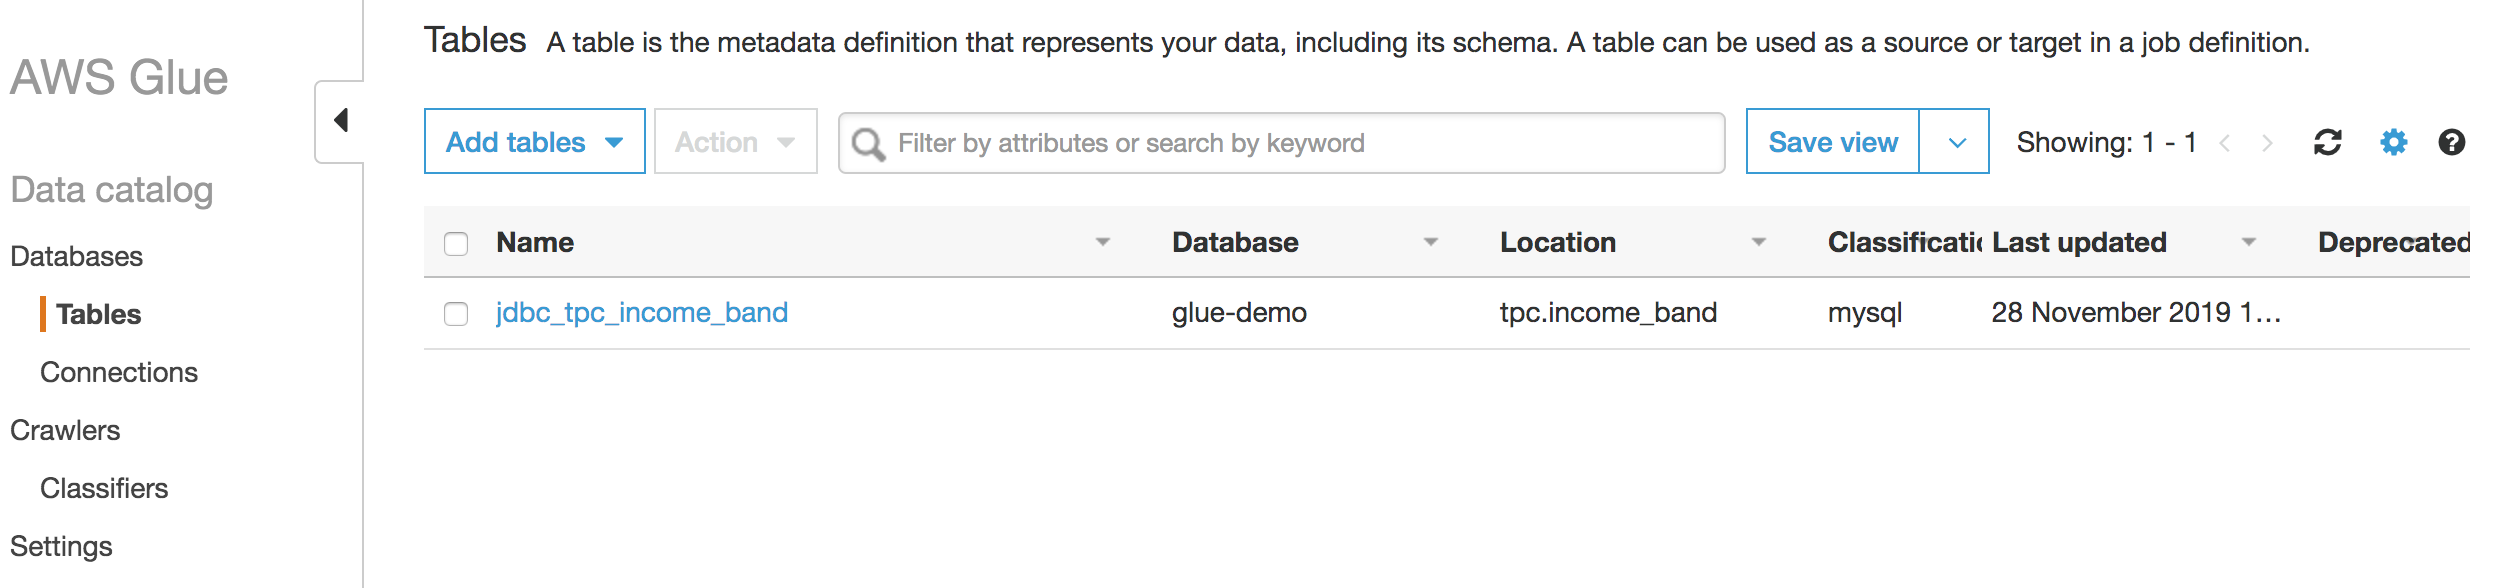 AWS Glue
Data catalog
Databases
Tables
Connections
Crawlers
Classifiers
Settings
Tables A table is the metadata definition that represents your data, including its schema. A table can be used as a source or target in a job definition.
Add tables Action Filter by attributes or search by keyword Save view Showing: 1 - 1
Name Database Location Classificatio Last updated Deprecated
jdbc_tpc_income_band glue-demo tpc.income_band mysql 28 November 2019 1...